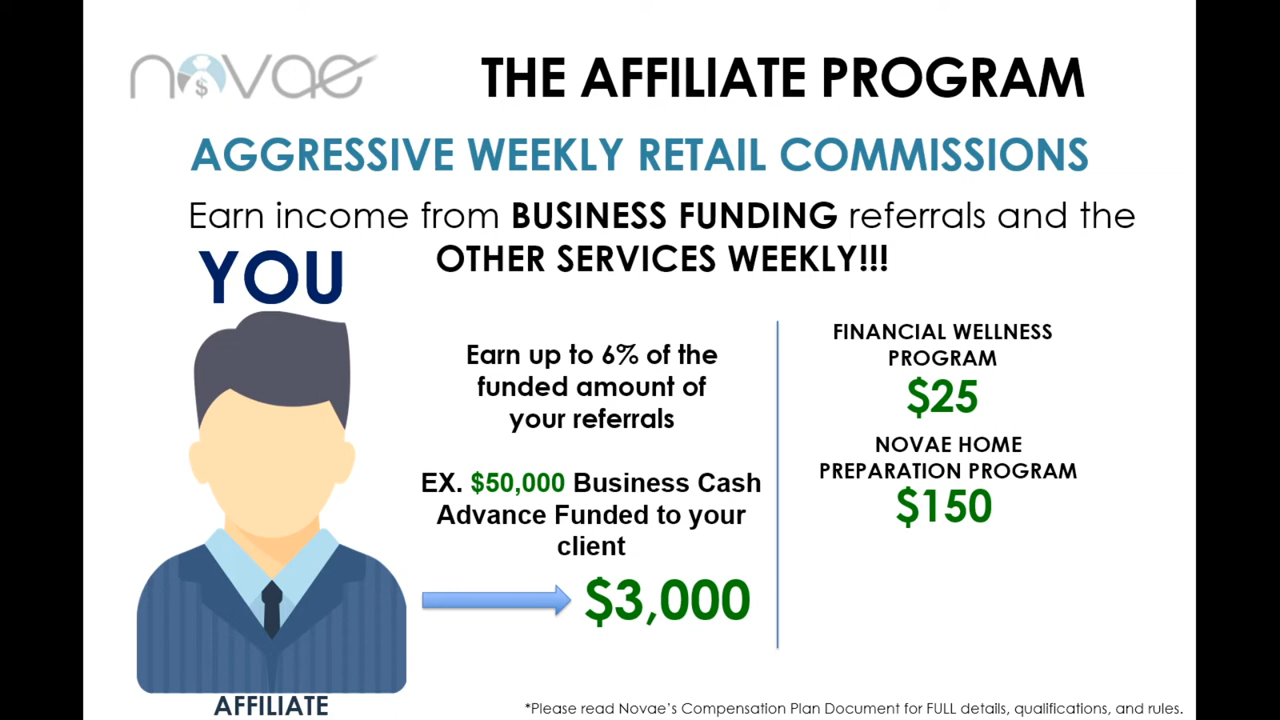 novae
$
THE AFFILIATE PROGRAM
AGGRESSIVE WEEKLY RETAIL COMMISSIONS
Earn income from BUSINESS FUNDING referrals and the
OTHER SERVICES WEEKLY!!!
YOU
Earn up to 6% of the
funded amount of
your referrals
EX. $50,000 Business Cash
Advance Funded to your
client
$3,000
FINANCIAL WELLNESS
PROGRAM
$25
NOVAE HOME
PREPARATION PROGRAM
$150
AFFILIATE
*Please read Novae's Compensation Plan Document for FULL details, qualifications, and rules.